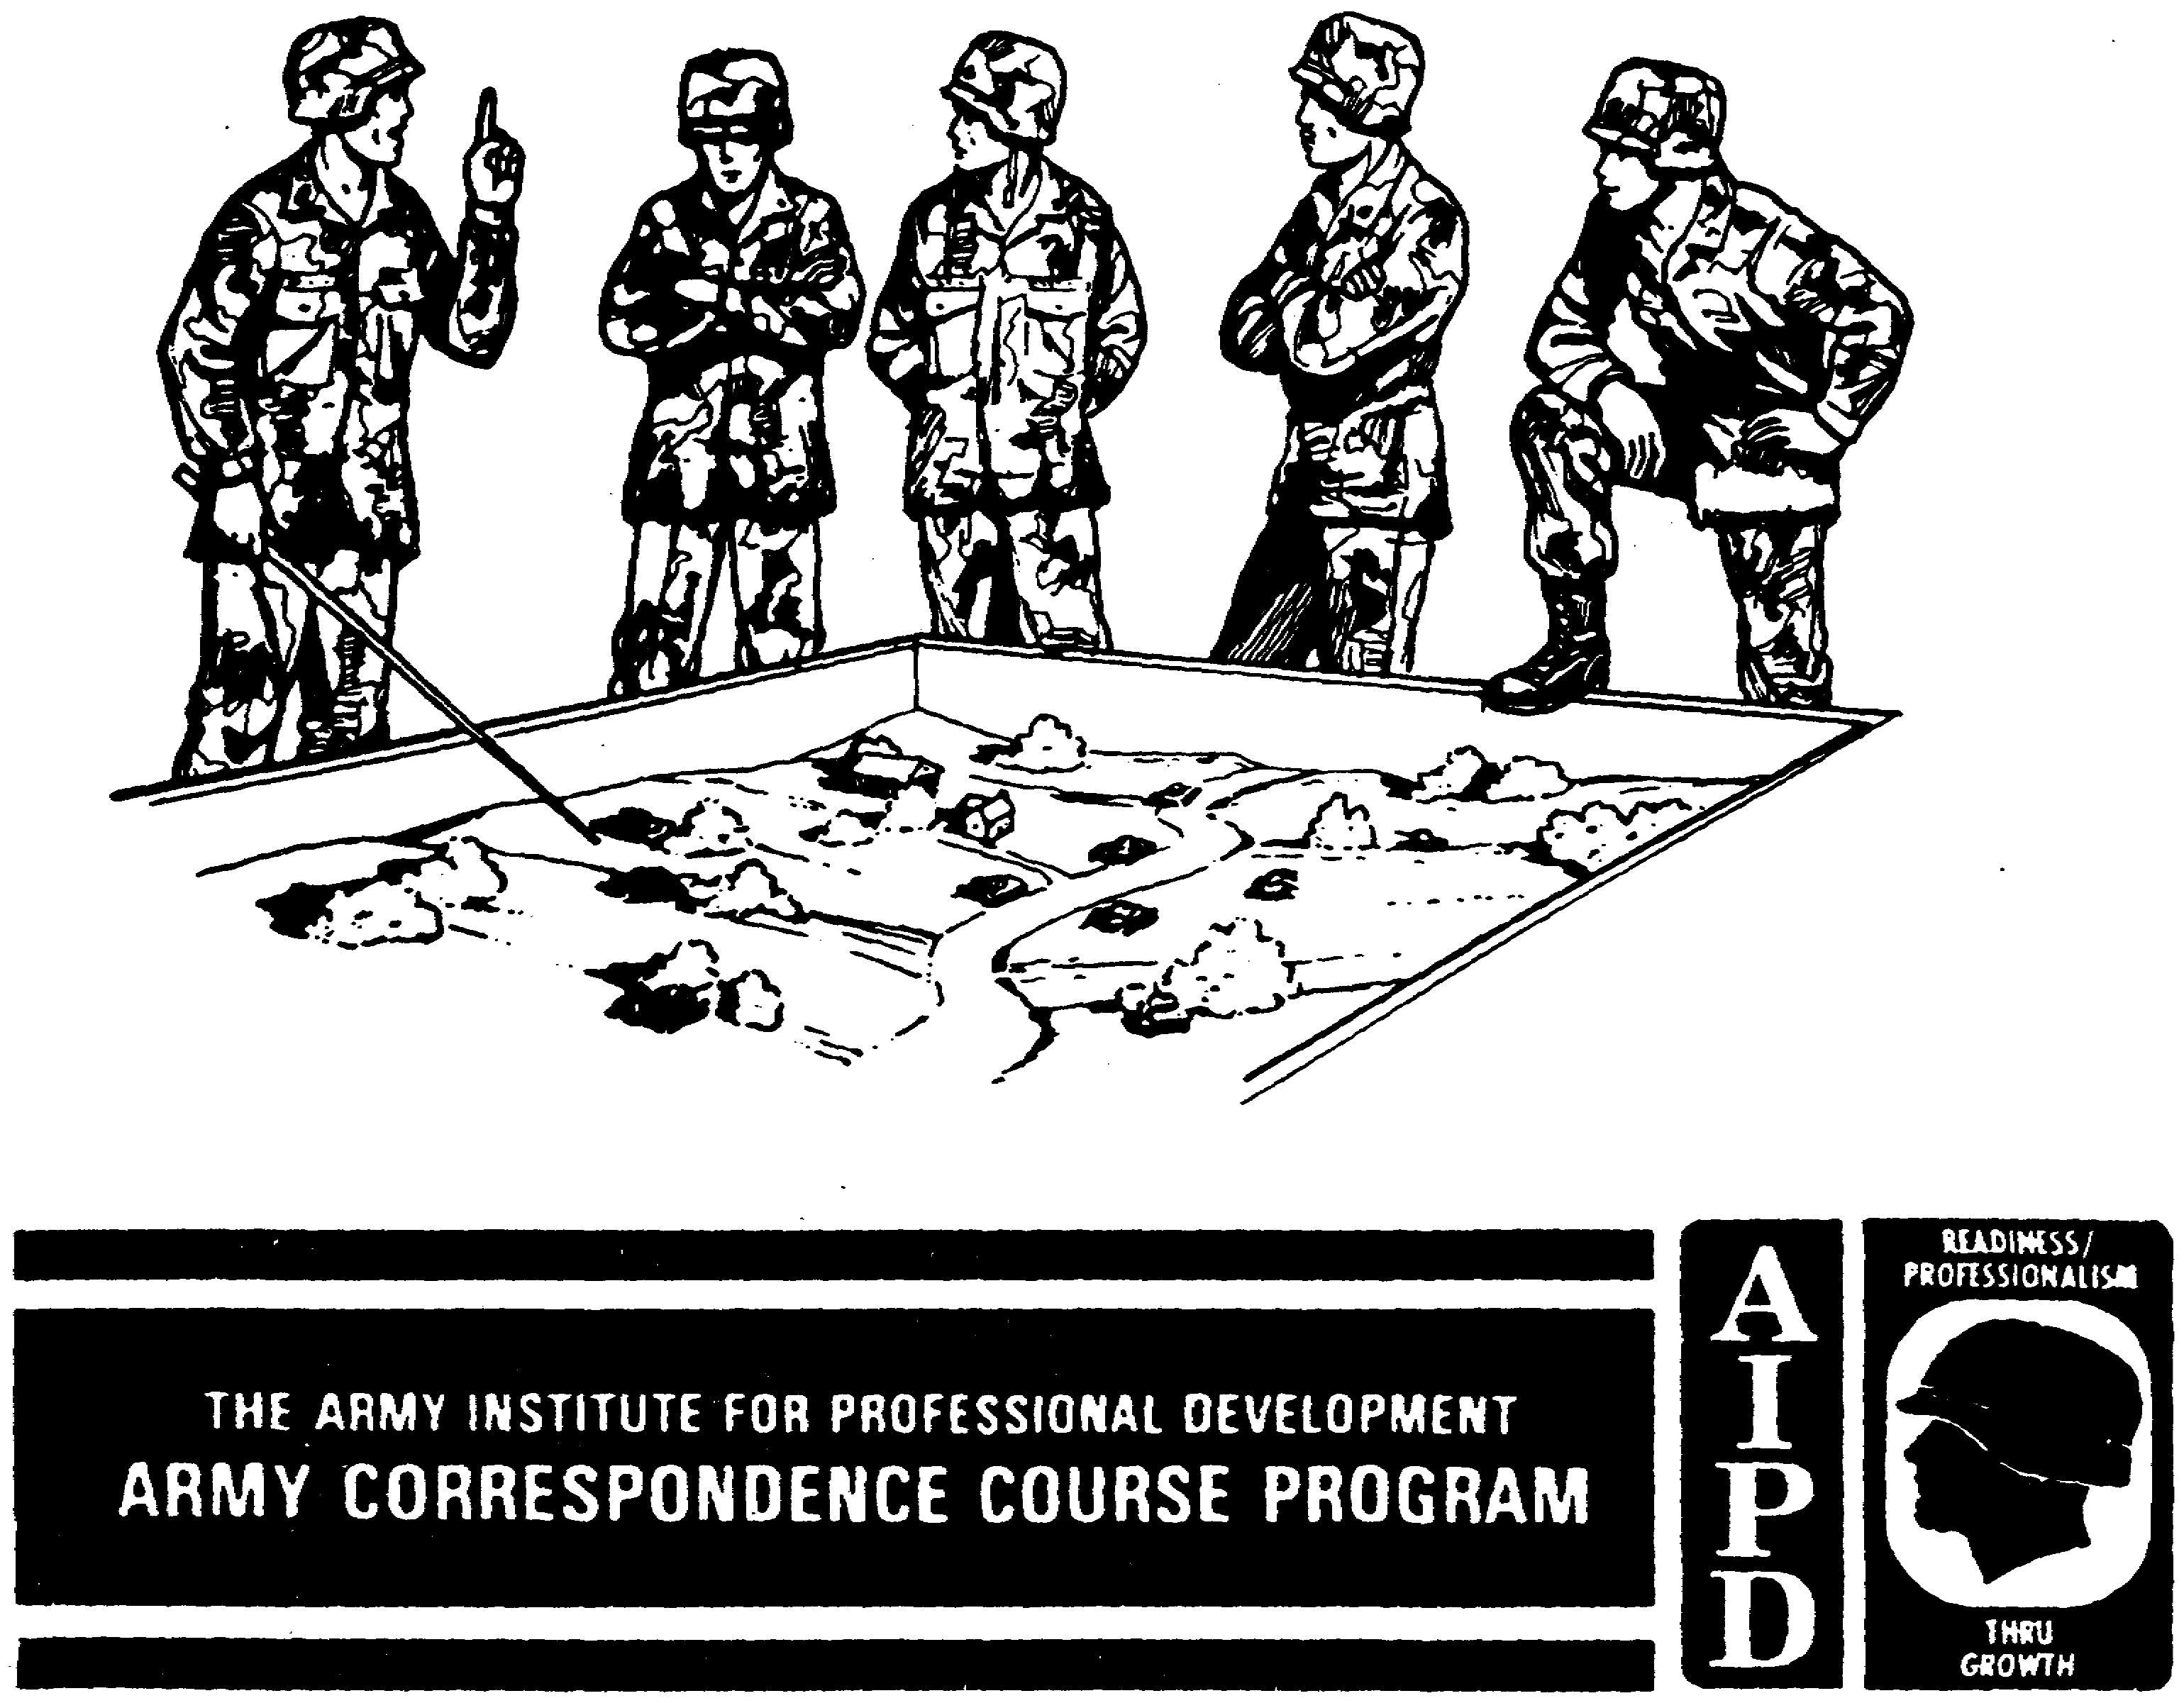 THE ARMY INSTITUTE FOR PROFESSIONAL DEVELOPMENT
ARMY CORRESPONDENCE COURSE PROGRAM
A
I
P
D
READINESS/
PROFESSIONALISM
THRU
GROWTH